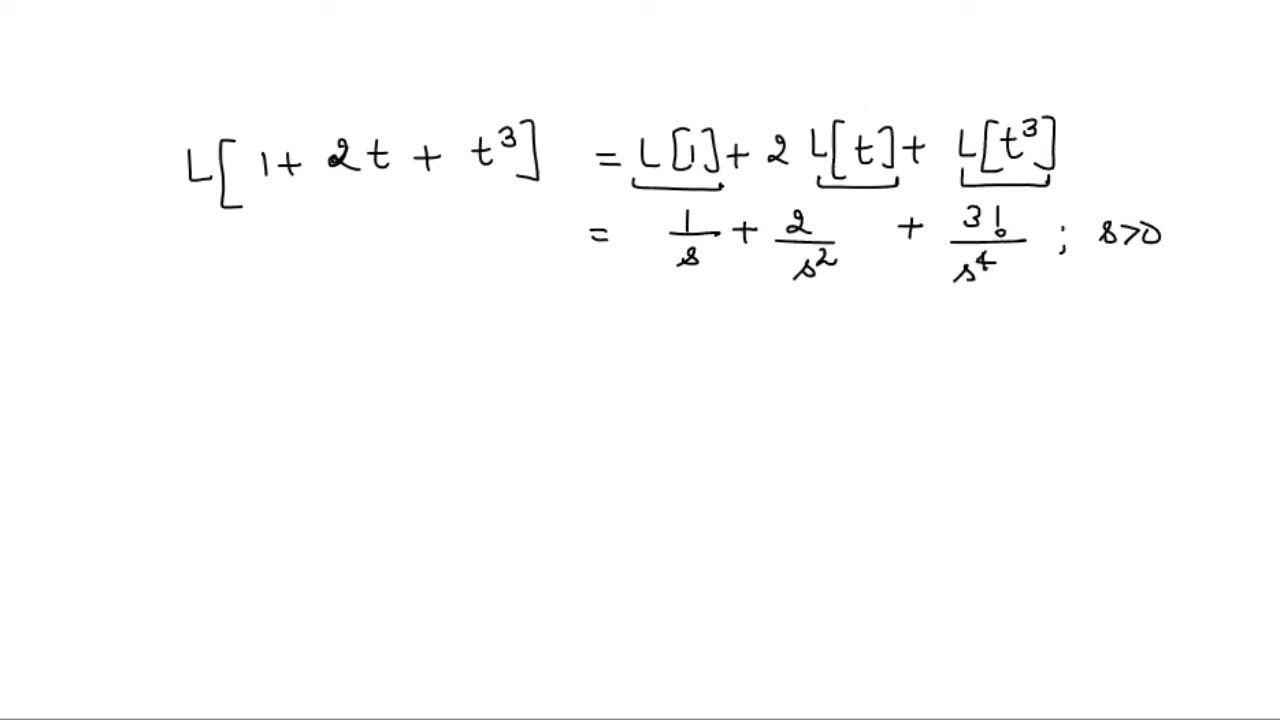 L[1 + 2t + t³] = L[1] + 2 L[t] + L[t³]
= 1/s + 2/s² + 3!/s⁴ ; s>0